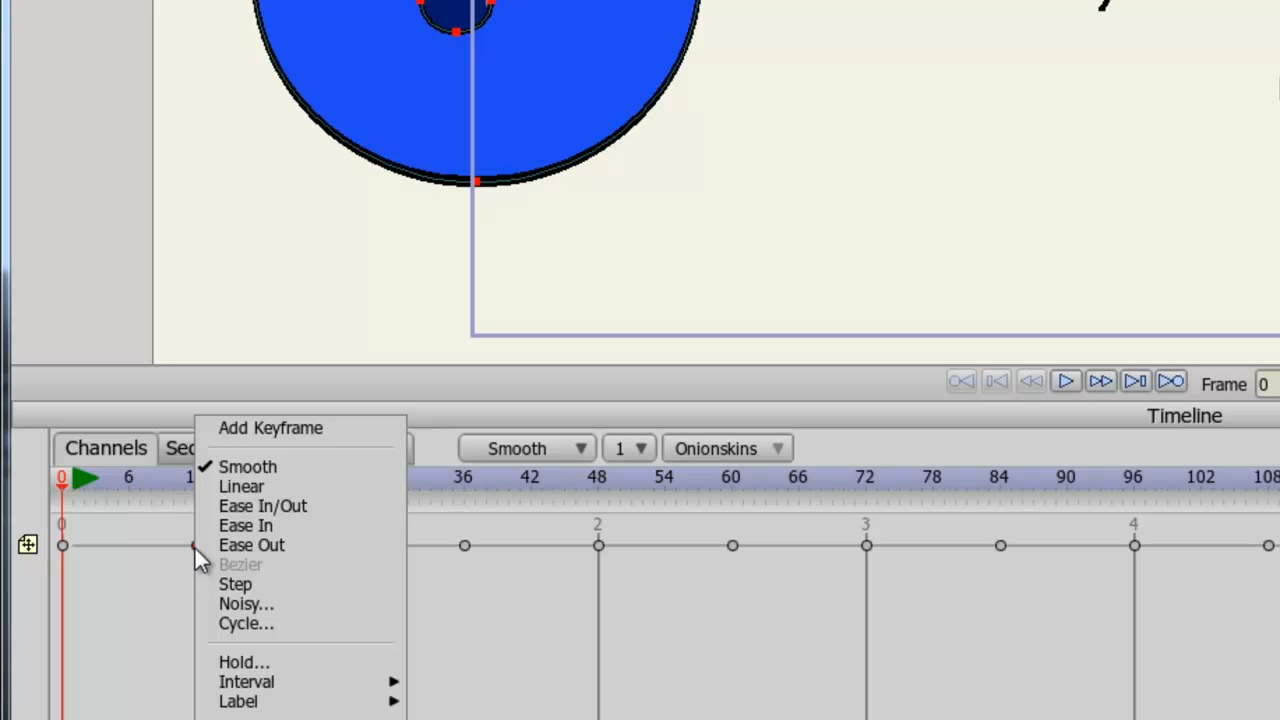 Frame 0
Timeline
Channels Smooth 1 Onionskins
0 6 36 42 48 54 60 66 72 78 84 90 96 102 108
0 2 3 4
Add Keyframe
Smooth
Linear
Ease In/Out
Ease In
Ease Out
Bezier
Step
Noisy...
Cycle...
Hold...
Interval
Label